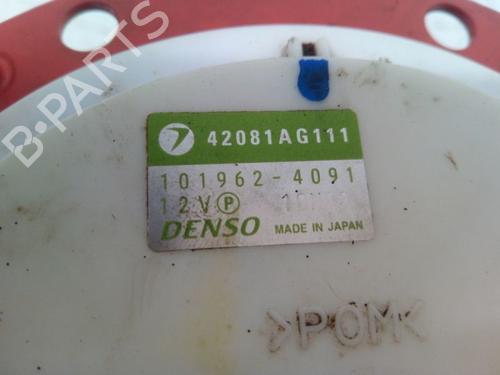 42081AG111
101962-4091
12V Ⓟ
DENSO MADE IN JAPAN
>POM<
B-PARTS